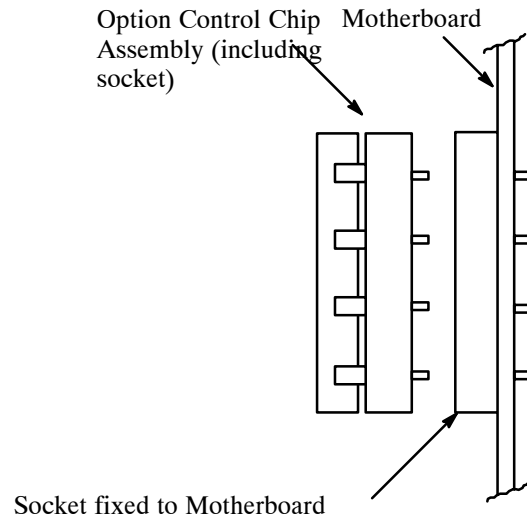 Option Control Chip
Assembly (including
socket)
Motherboard
Socket fixed to Motherboard